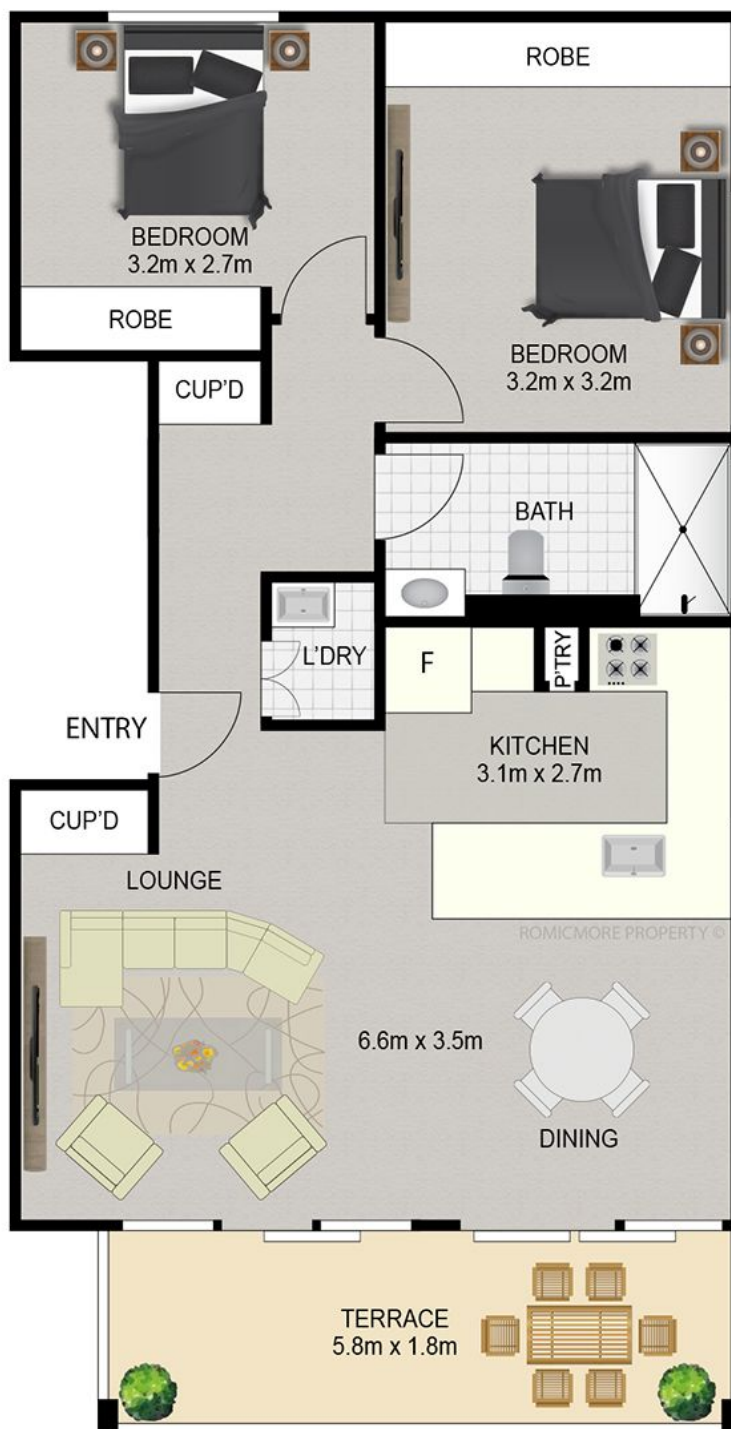 ROBE
BEDROOM
3.2m x 2.7m
ROBE
BEDROOM
3.2m x 3.2m
CUP'D
BATH
L'DRY
F
P'TRY
ENTRY
KITCHEN
3.1m x 2.7m
CUP'D
LOUNGE
ROMICMORE PROPERTY ©
6.6m x 3.5m
DINING
TERRACE
5.8m x 1.8m